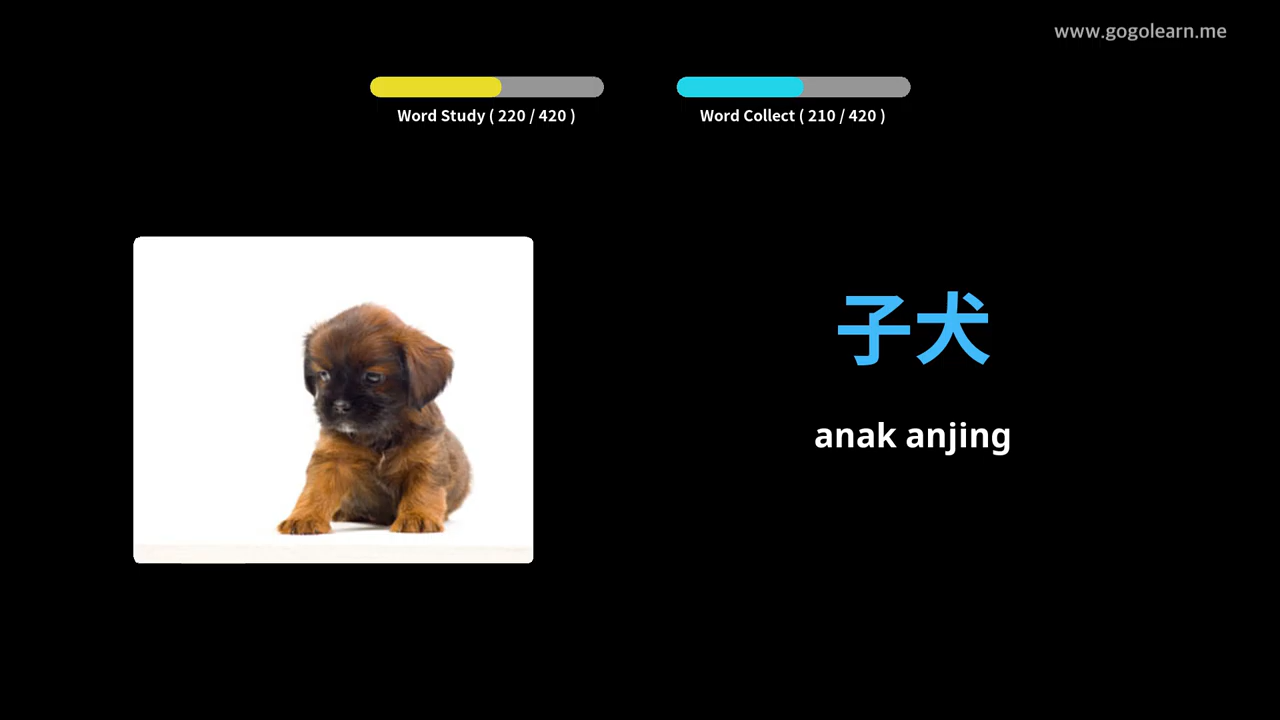 www.gogolearn.me
Word Study ( 220 / 420 )
Word Collect ( 210 / 420 )
子犬
anak anjing